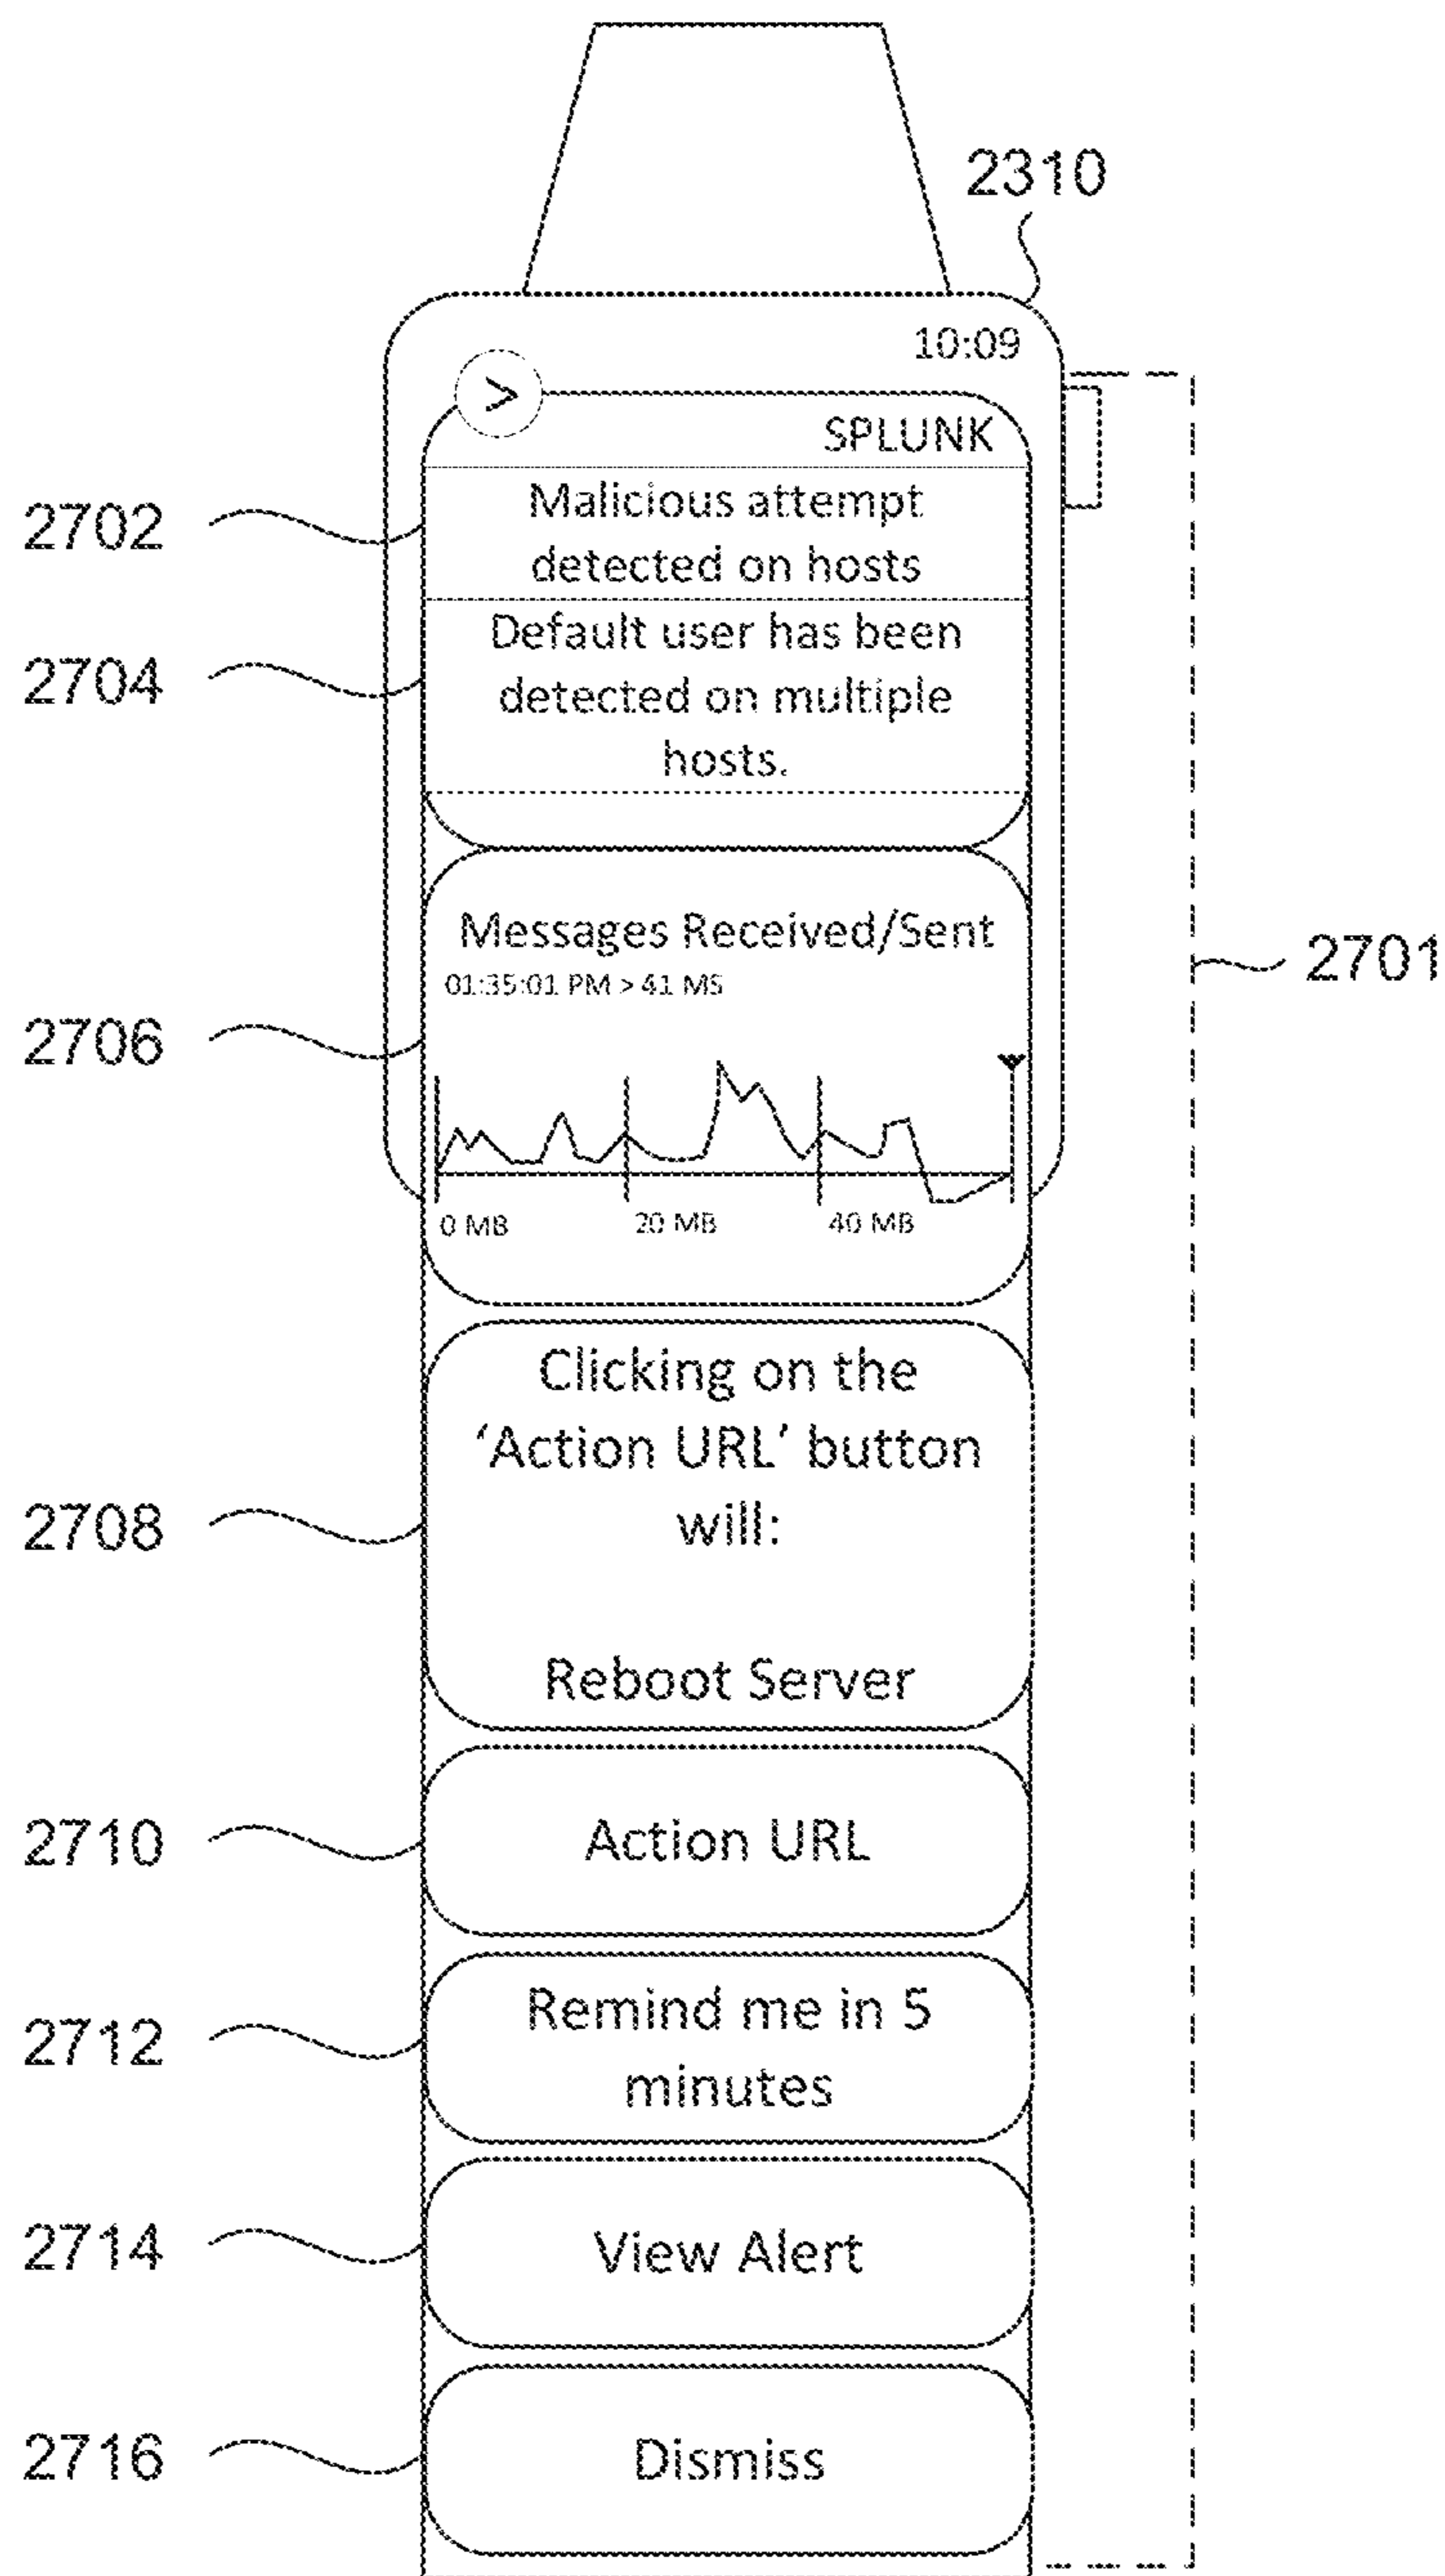 2310
10:09
>
SPLUNK
2702
Malicious attempt
detected on hosts
2704
Default user has been
detected on multiple
hosts.
2701
Messages Received/Sent
01:35:01 PM > 41 MS
2706
0 MB 20 MB 40 MB
Clicking on the
‘Action URL’ button
will:
2708
Reboot Server
2710
Action URL
2712
Remind me in 5
minutes
2714
View Alert
2716
Dismiss